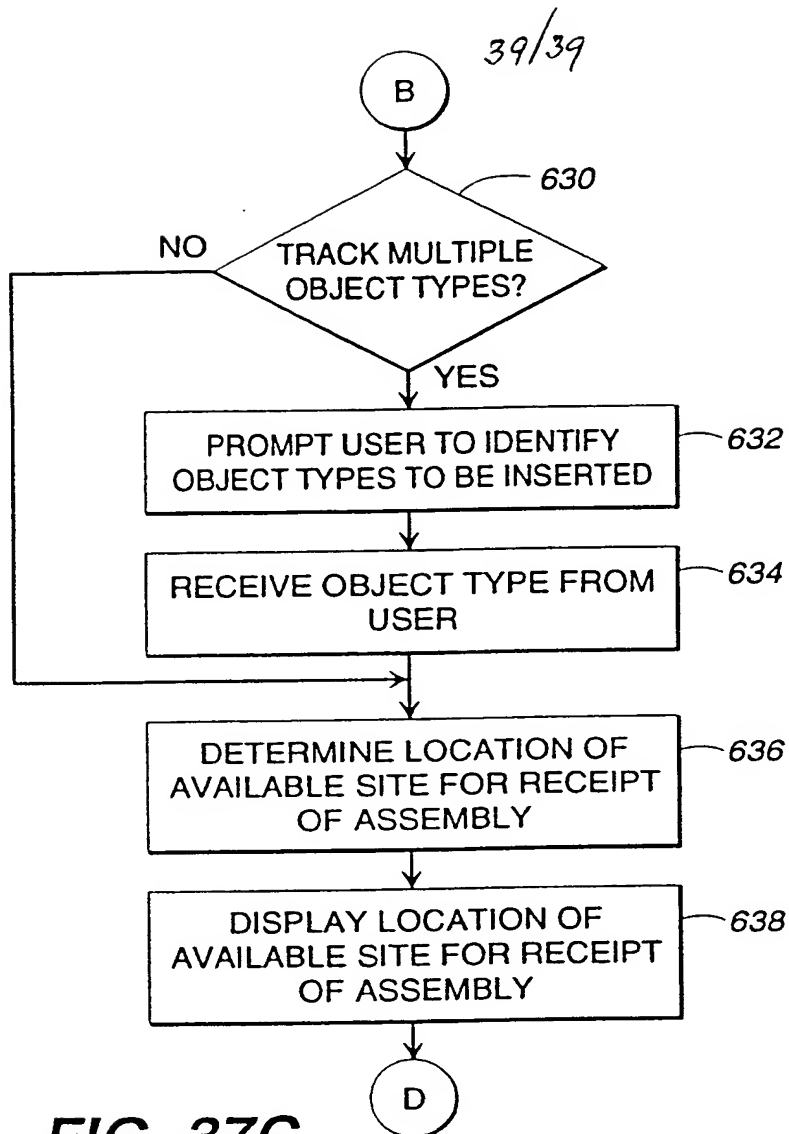 39/39
B
630
NO
TRACK MULTIPLE
OBJECT TYPES?
YES
PROMPT USER TO IDENTIFY
OBJECT TYPES TO BE INSERTED
632
RECEIVE OBJECT TYPE FROM
USER
634
DETERMINE LOCATION OF
AVAILABLE SITE FOR RECEIPT
OF ASSEMBLY
636
DISPLAY LOCATION OF
AVAILABLE SITE FOR RECEIPT
OF ASSEMBLY
638
D
FIG. 37C